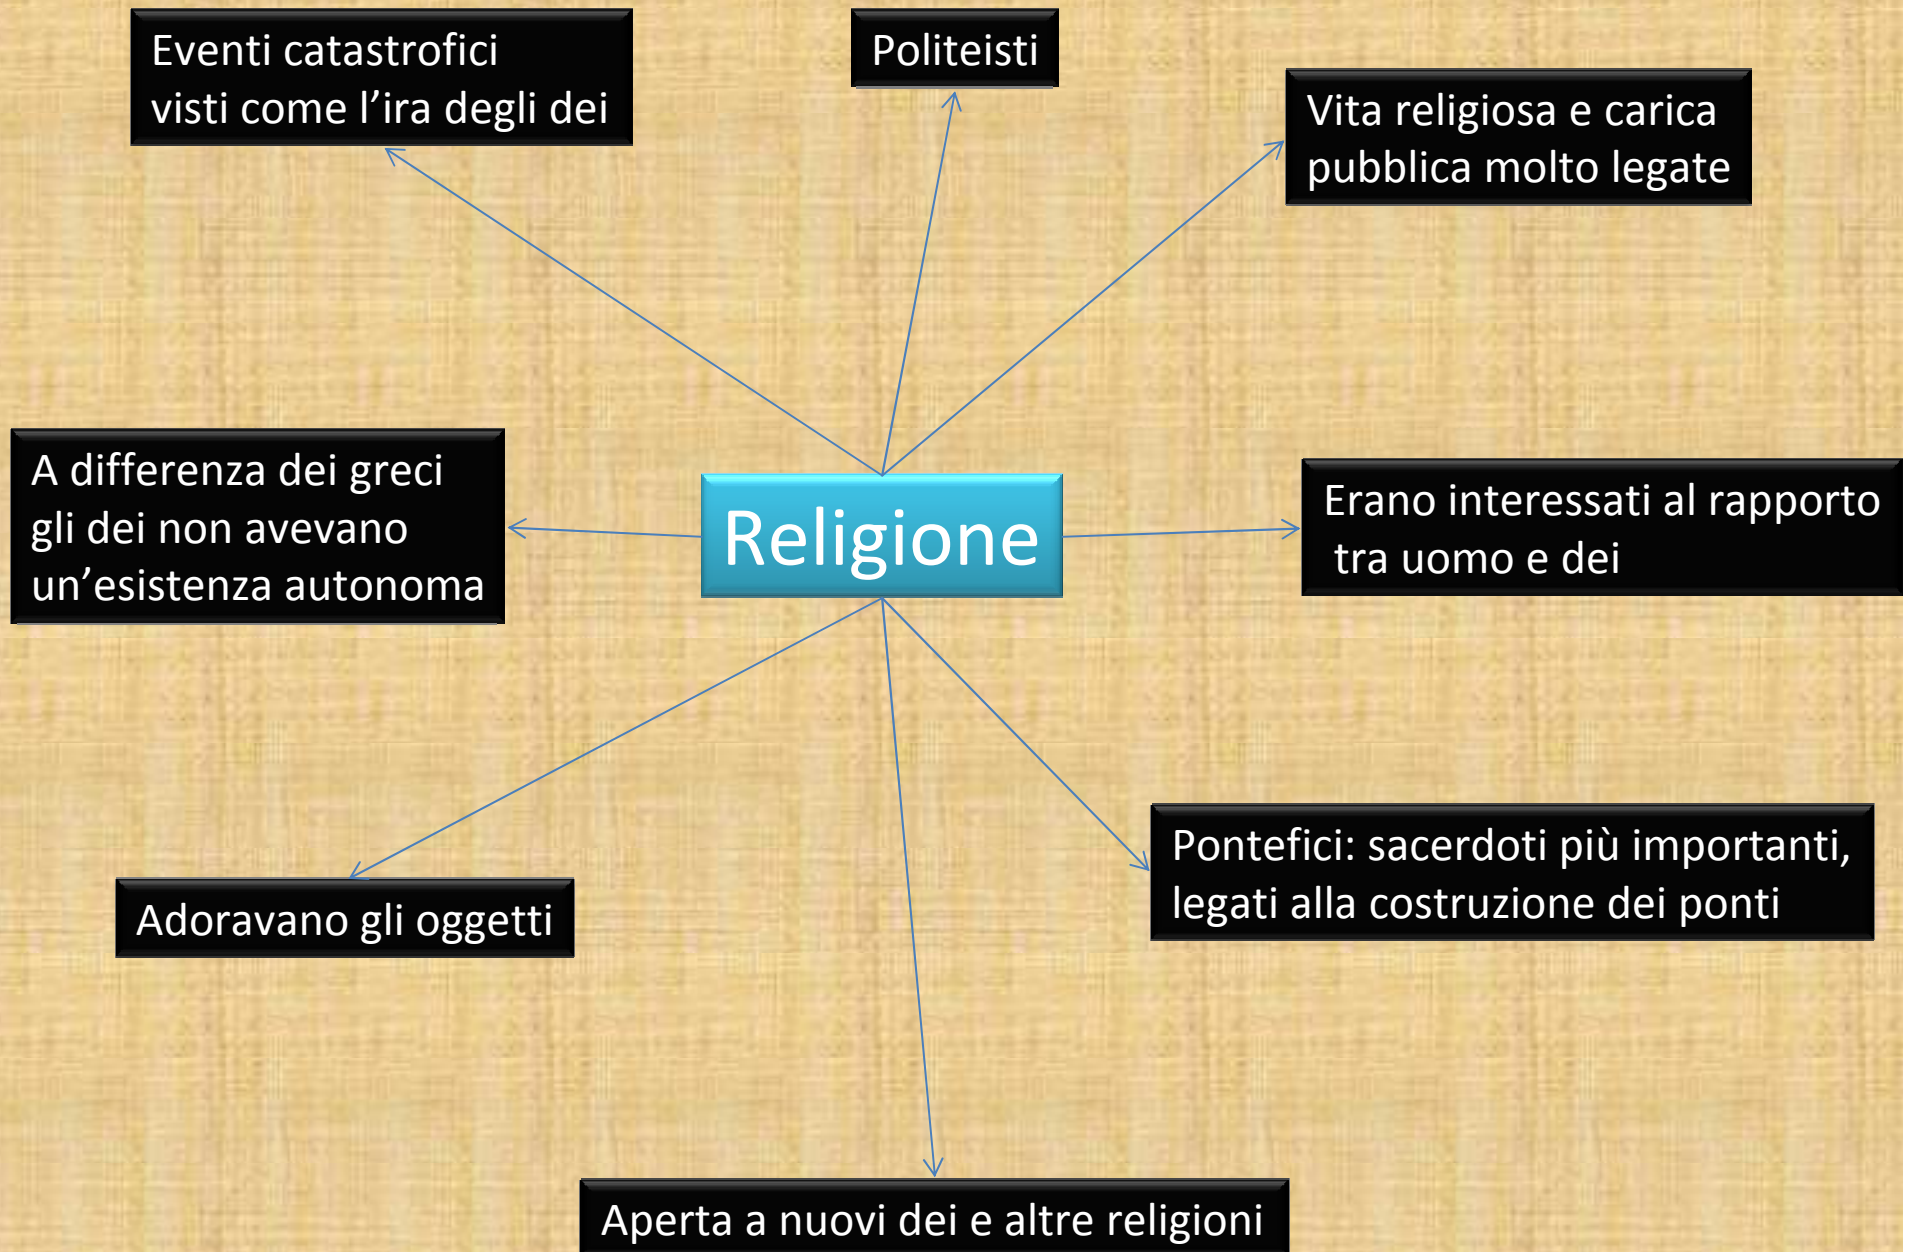 Eventi catastrofici
visti come l’ira degli dei
Politeisti
Vita religiosa e carica
pubblica molto legate
A differenza dei greci
gli dei non avevano
un’esistenza autonoma
Religione
Erano interessati al rapporto
tra uomo e dei
Pontefici: sacerdoti più importanti,
legati alla costruzione dei ponti
Adoravano gli oggetti
Aperta a nuovi dei e altre religioni